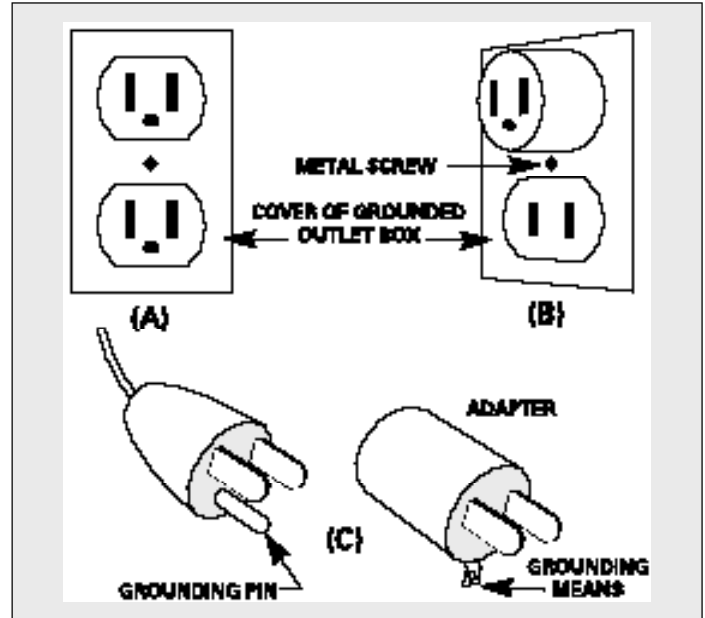 METAL SCREW
COVER OF GROUNDED
OUTLET BOX
(A)
(B)
ADAPTER
(C)
GROUNDING PIN
GROUNDING
MEANS